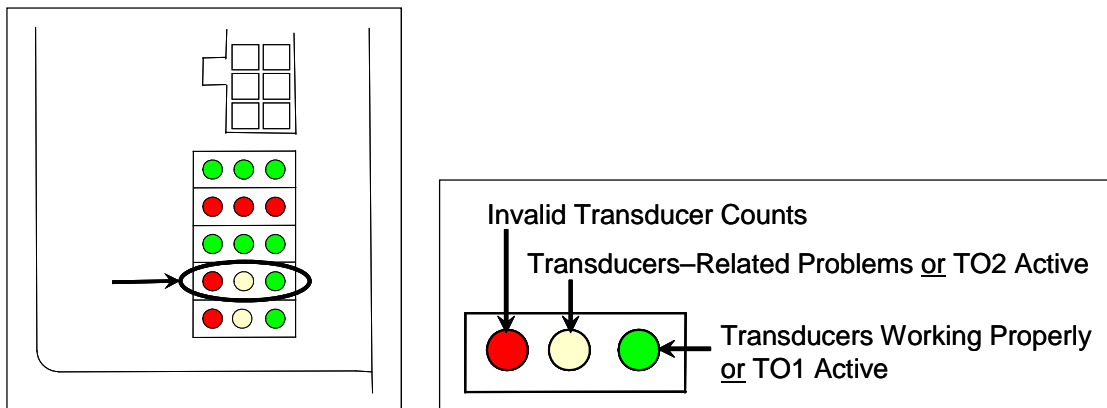 Invalid Transducer Counts
Transducers–Related Problems or TO2 Active
Transducers Working Properly
or TO1 Active